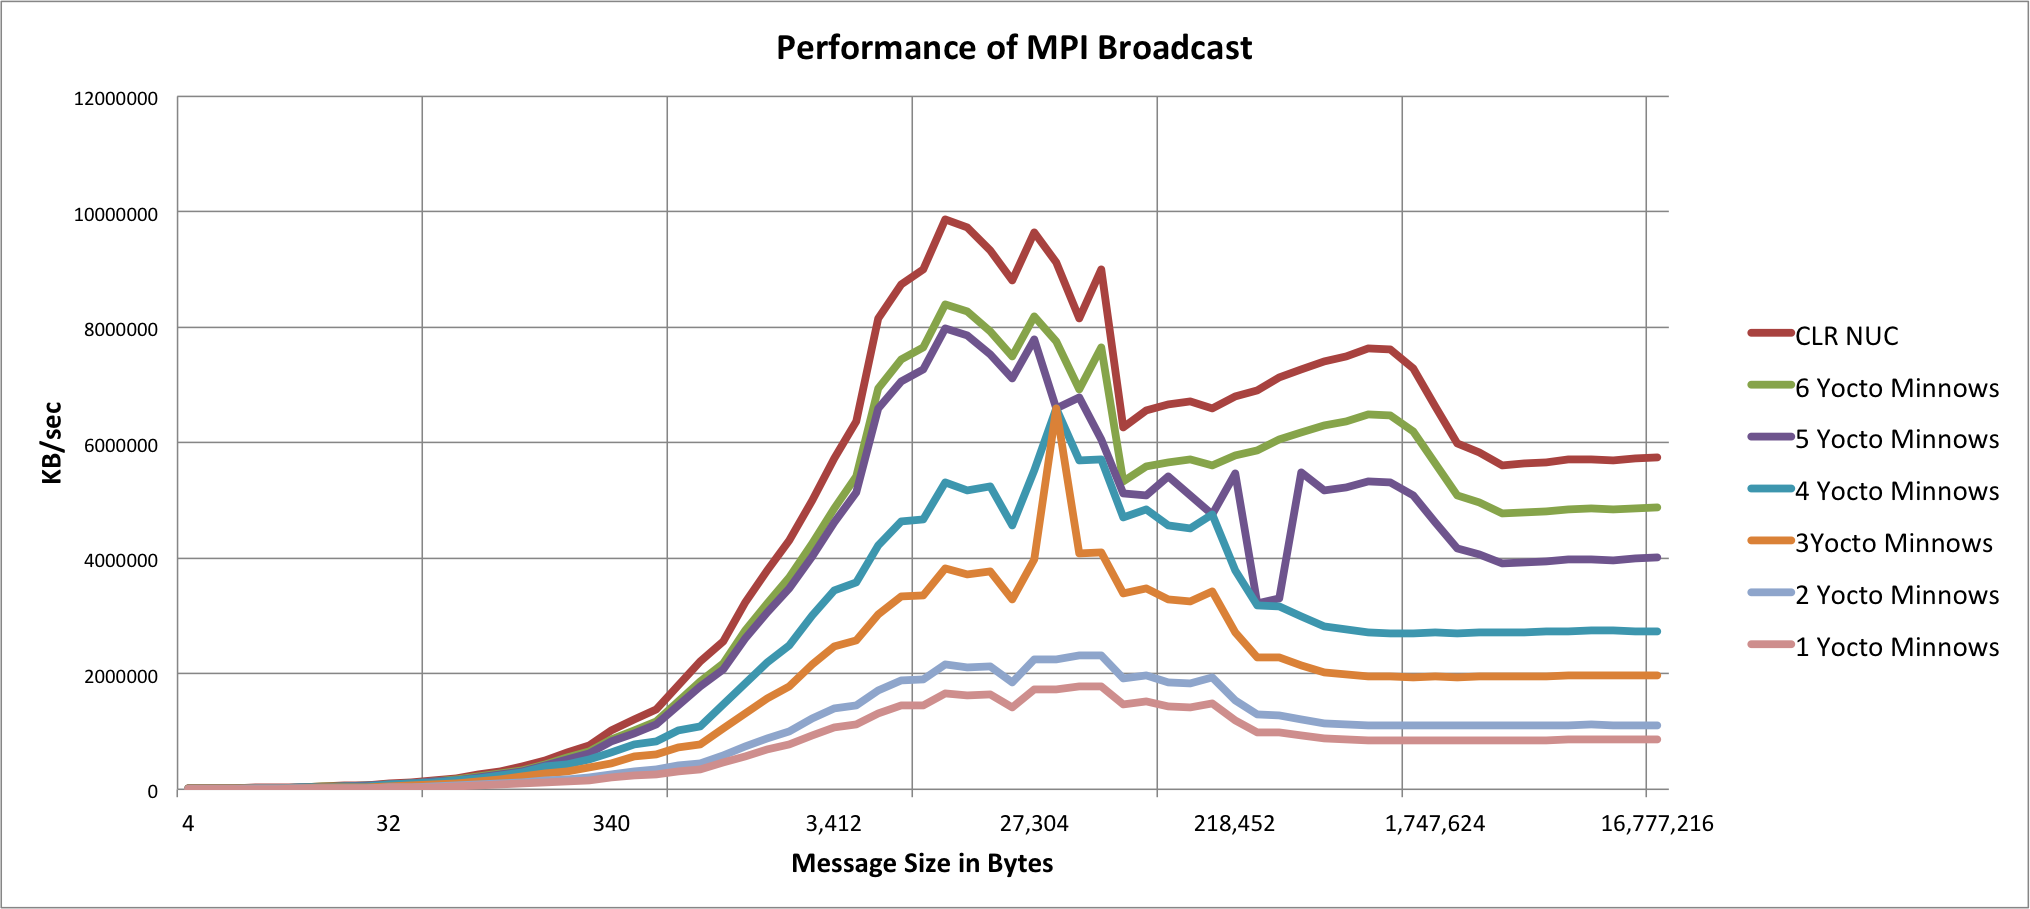 Performance of MPI Broadcast
12000000
10000000
8000000
6000000
4000000
2000000
0
KB/sec
4 32 340 3,412 27,304 218,452 1,747,624 16,777,216
Message Size in Bytes
CLR NUC
6 Yocto Minnows
5 Yocto Minnows
4 Yocto Minnows
3Yocto Minnows
2 Yocto Minnows
1 Yocto Minnows